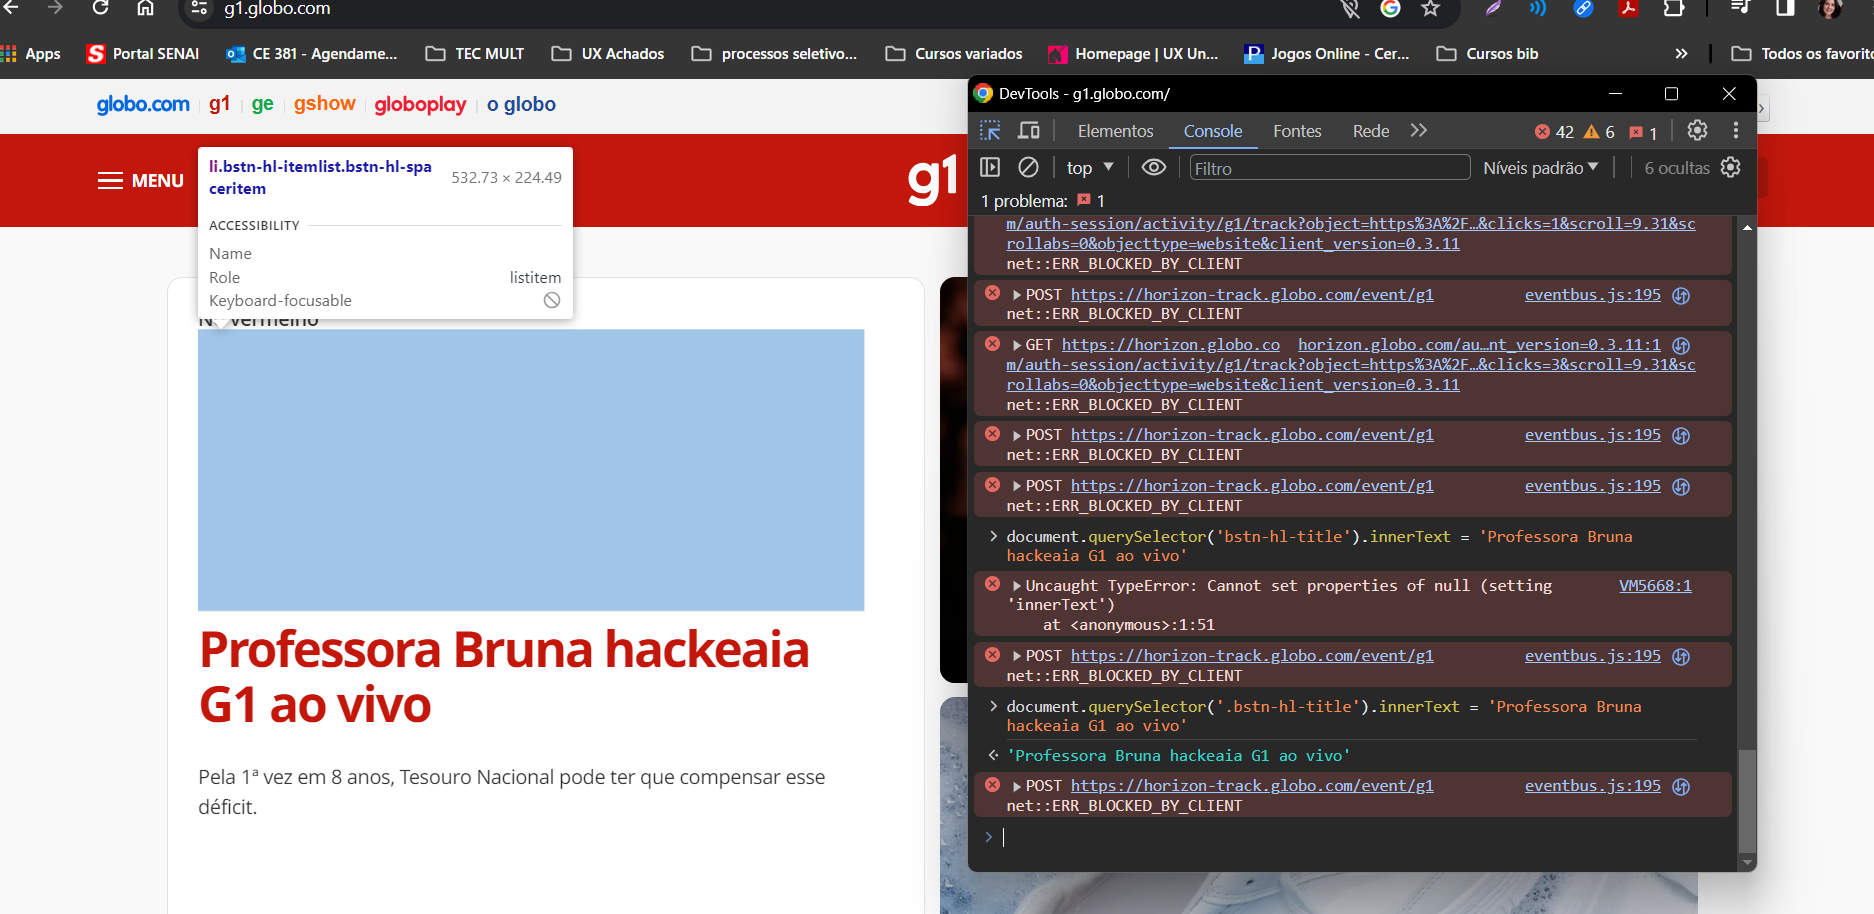 g1.globo.com
Apps
Portal SENAI
CE 381 - Agendame...
TEC MULT
UX Achados
processos seletivo...
Cursos variados
Homepage | UX Un...
Jogos Online - Cer...
Cursos bib
»
Todos os favorito
globo.com
g1
ge
gshow
globoplay
o globo
MENU
g1
li.bstn-hl-itemlist.bstn-hl-spa
ceritem
532.73 × 224.49
ACCESSIBILITY
Name
Role
listitem
Keyboard-focusable
vermelho
Professora Bruna hackeaia
G1 ao vivo
Pela 1ª vez em 8 anos, Tesouro Nacional pode ter que compensar esse
déficit.
DevTools - g1.globo.com/
Elementos
Console
Fontes
Rede
»
42
6
1
top
Filtro
Níveis padrão
6 ocultas
1 problema:
1
m/auth-session/activity/g1/track?object=https%3A%2F…&clicks=1&scroll=9.31&sc
rollabs=0&objecttype=website&client_version=0.3.11
net::ERR_BLOCKED_BY_CLIENT
POST https://horizon-track.globo.com/event/g1 eventbus.js:195
net::ERR_BLOCKED_BY_CLIENT
GET https://horizon.globo.co horizon.globo.com/au…nt_version=0.3.11:1
m/auth-session/activity/g1/track?object=https%3A%2F…&clicks=3&scroll=9.31&sc
rollabs=0&objecttype=website&client_version=0.3.11
net::ERR_BLOCKED_BY_CLIENT
POST https://horizon-track.globo.com/event/g1 eventbus.js:195
net::ERR_BLOCKED_BY_CLIENT
POST https://horizon-track.globo.com/event/g1 eventbus.js:195
net::ERR_BLOCKED_BY_CLIENT
document.querySelector('bstn-hl-title').innerText = 'Professora Bruna
hackeaia G1 ao vivo'
Uncaught TypeError: Cannot set properties of null (setting VM5668:1
'innerText')
at <anonymous>:1:51
POST https://horizon-track.globo.com/event/g1 eventbus.js:195
net::ERR_BLOCKED_BY_CLIENT
document.querySelector('.bstn-hl-title').innerText = 'Professora Bruna
hackeaia G1 ao vivo'
'Professora Bruna hackeaia G1 ao vivo'
POST https://horizon-track.globo.com/event/g1 eventbus.js:195
net::ERR_BLOCKED_BY_CLIENT